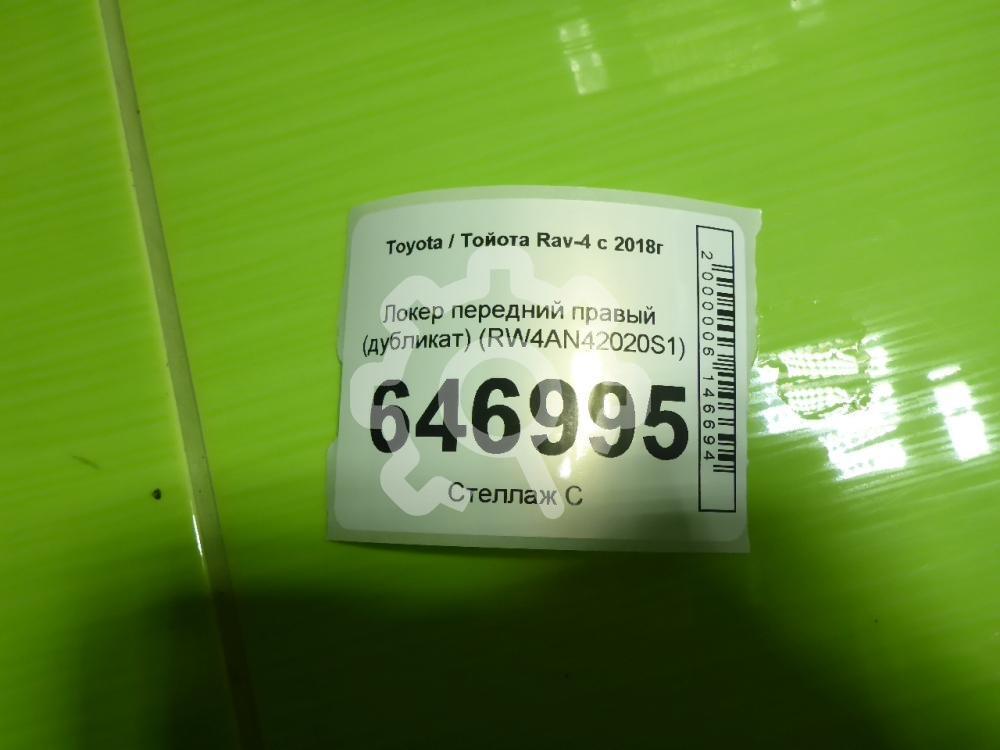 Toyota / Тойота Rav-4 с 2018г
Локер передний правый
(дубликат) (RW4AN42020S1)
646995
Стеллаж С
2000006146694